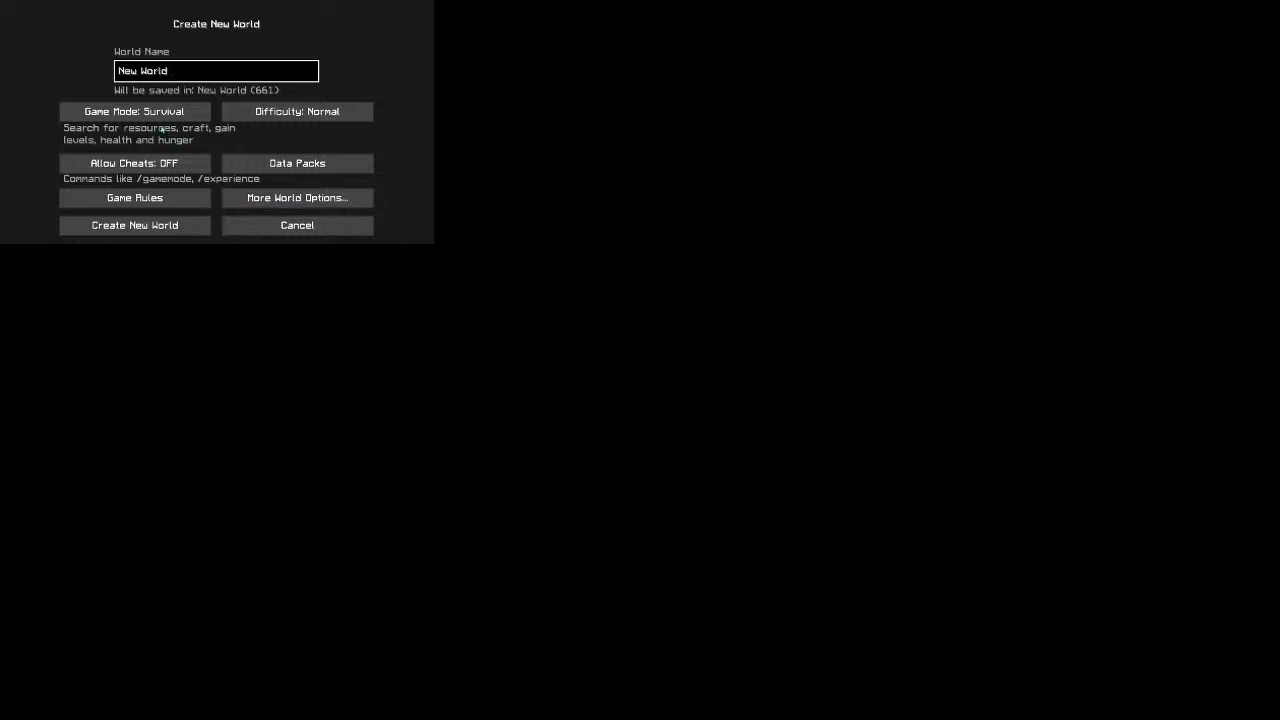 Create New World
World Name
New World
Will be saved in: New World (661)
Game Mode: Survival
Difficulty: Normal
Search for resources, craft, gain
levels, health and hunger
Allow Cheats: OFF
Data Packs
Commands like /gamemode, /experience
Game Rules
More World Options...
Create New World
Cancel